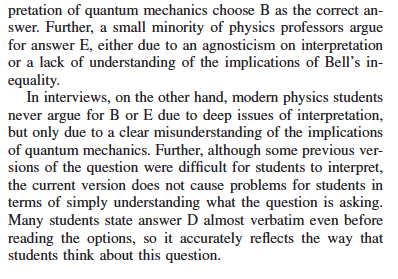 pretation of quantum mechanics choose B as the correct an-
swer. Further, a small minority of physics professors argue
for answer E, either due to an agnosticism on interpretation
or a lack of understanding of the implications of Bell's in-
equality.
In interviews, on the other hand, modern physics students
never argue for B or E due to deep issues of interpretation,
but only due to a clear misunderstanding of the implications
of quantum mechanics. Further, although some previous ver-
sions of the question were difficult for students to interpret,
the current version does not cause problems for students in
terms of simply understanding what the question is asking.
Many students state answer D almost verbatim even before
reading the options, so it accurately reflects the way that
students think about this question.